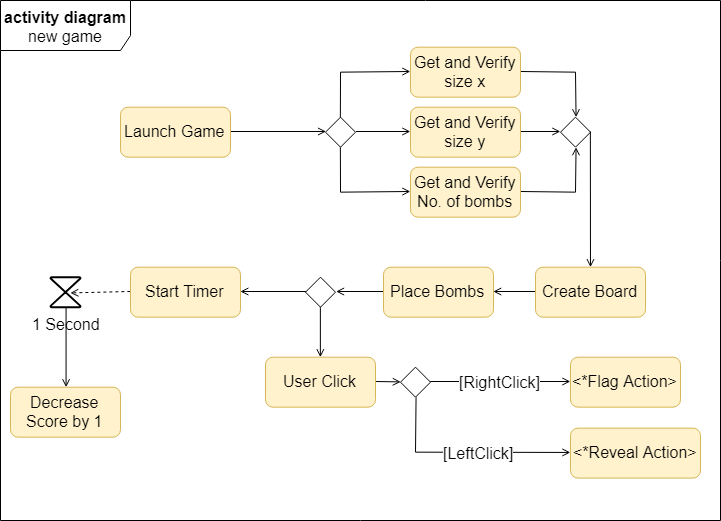 activity diagram
new game
Get and Verify
size x
Launch Game
Get and Verify
size y
Get and Verify
No. of bombs
Start Timer
Place Bombs
Create Board
1 Second
User Click
[RightClick]
<*Flag Action>
Decrease
Score by 1
[LeftClick]
<*Reveal Action>